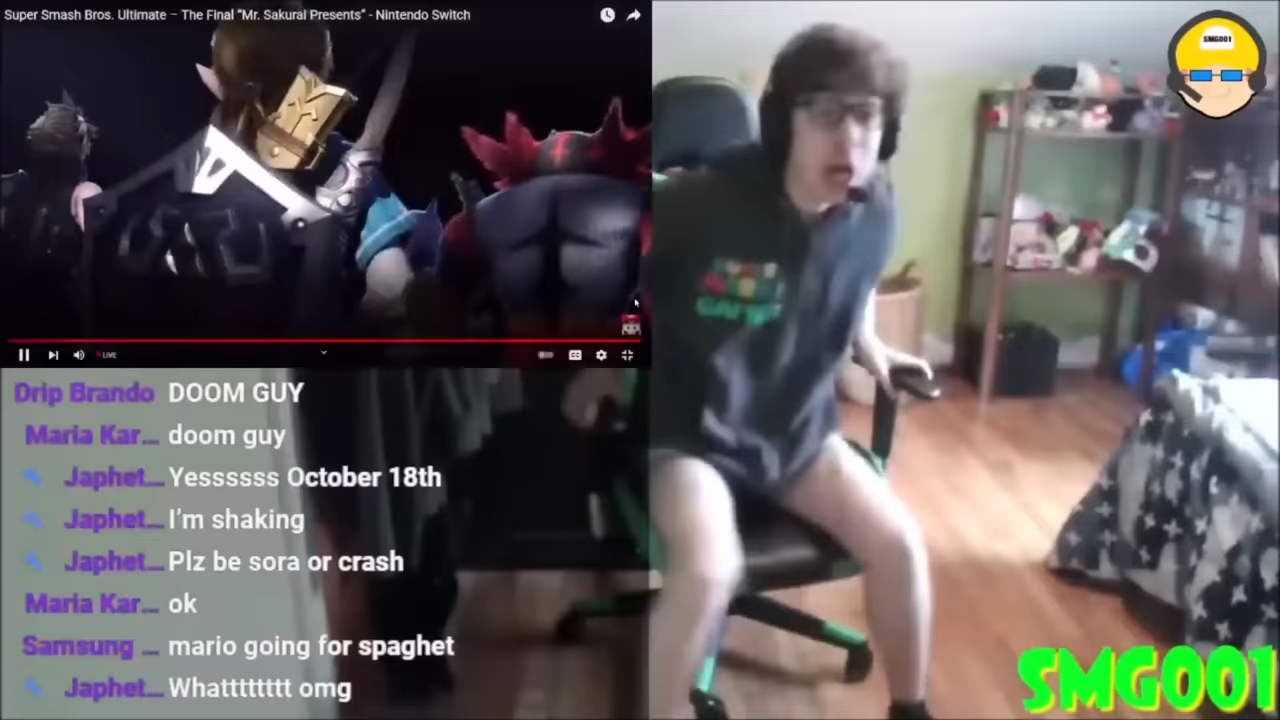 Super Smash Bros. Ultimate – The Final “Mr. Sakurai Presents” - Nintendo Switch
LIVE
Drip Brando DOOM GUY
Maria Kar... doom guy
Japhet... Yessssss October 18th
Japhet... I’m shaking
Japhet... Plz be sora or crash
Maria Kar... ok
Samsung ... mario going for spaghet
Japhet... Whatttttttt omg
SMG001
SMG001